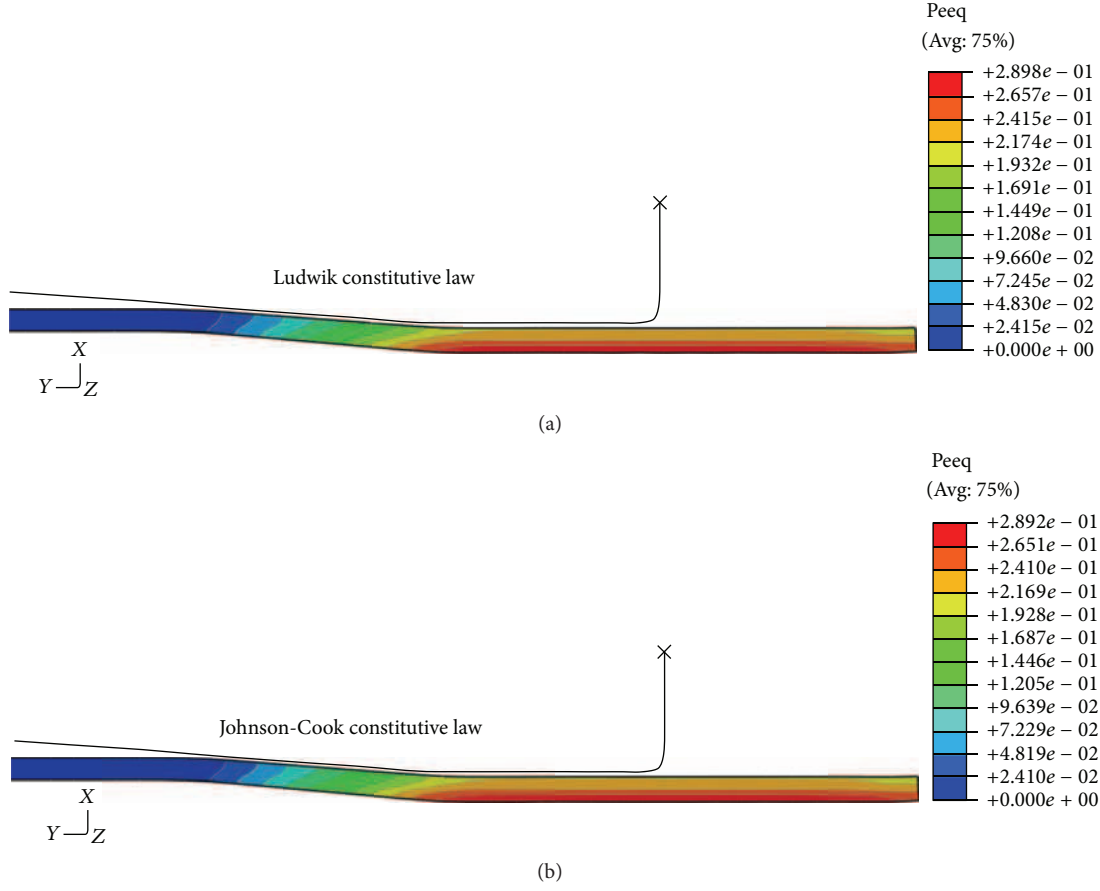 Peeq
(Avg: 75%)
+2.898e − 01
+2.657e − 01
+2.415e − 01
+2.174e − 01
+1.932e − 01
+1.691e − 01
+1.449e − 01
+1.208e − 01
+9.660e − 02
+7.245e − 02
+4.830e − 02
+2.415e − 02
+0.000e + 00
Ludwik constitutive law
X
Y
Z
(a)
Peeq
(Avg: 75%)
+2.892e − 01
+2.651e − 01
+2.410e − 01
+2.169e − 01
+1.928e − 01
+1.687e − 01
+1.446e − 01
+1.205e − 01
+9.639e − 02
+7.229e − 02
+4.819e − 02
+2.410e − 02
+0.000e + 00
Johnson-Cook constitutive law
X
Y
Z
(b)